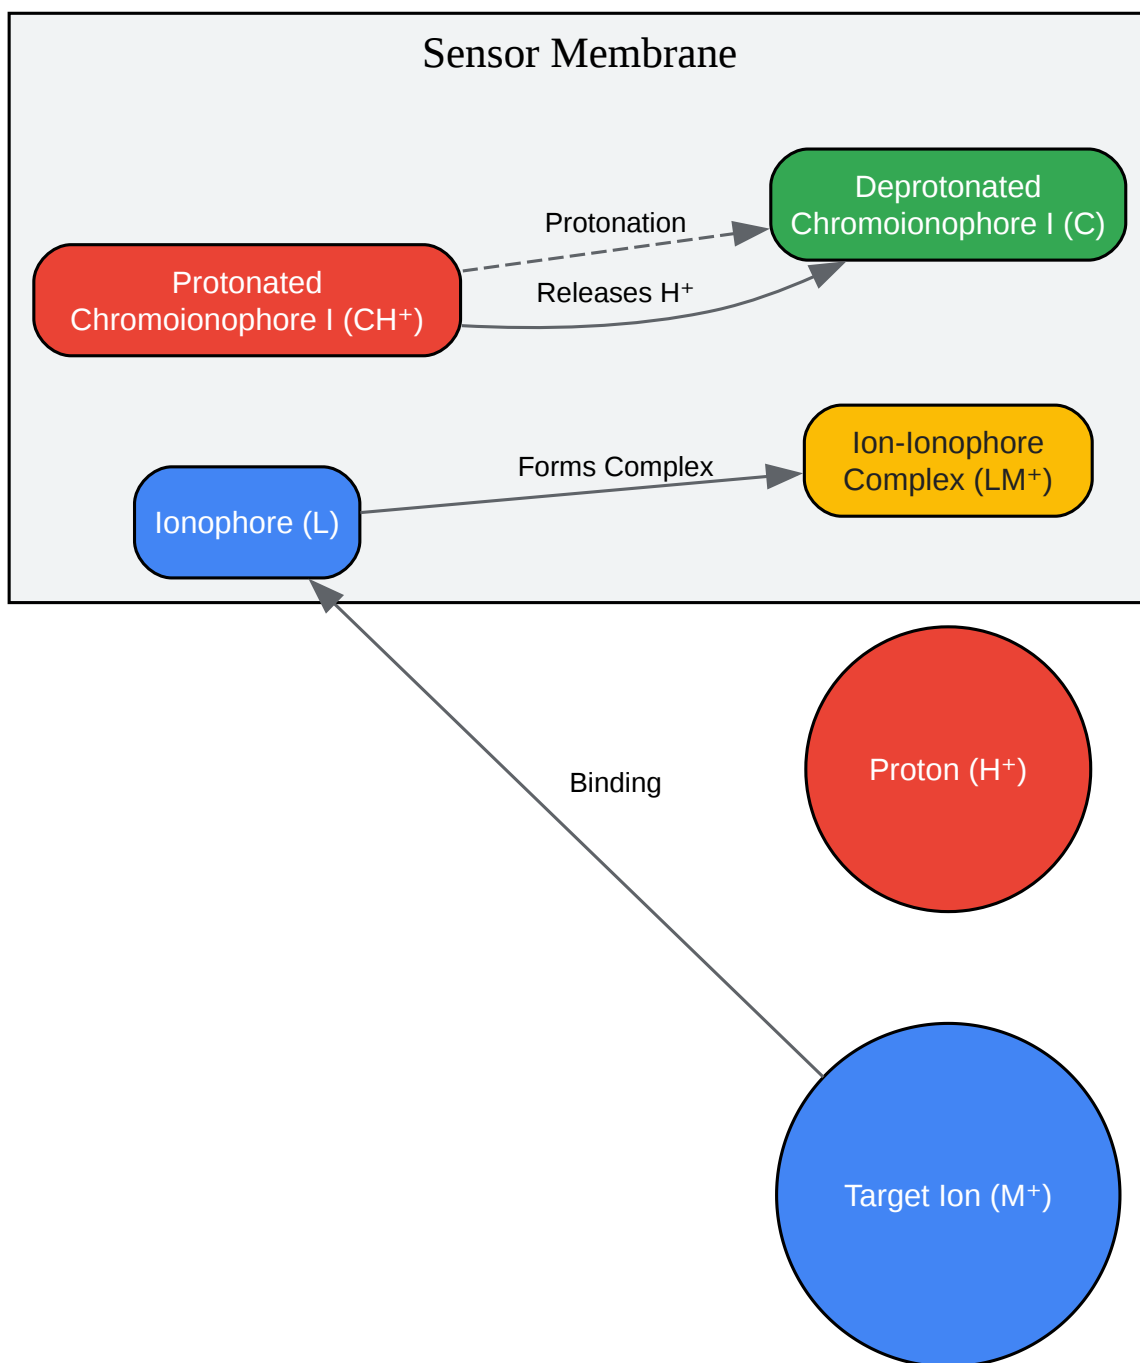 Sensor Membrane
Deprotonated
Chromoionophore I (C)
Protonation
Protonated
Chromoionophore I (CH⁺)
Releases H⁺
Ion-Ionophore
Complex (LM⁺)
Forms Complex
Ionophore (L)
Proton (H⁺)
Binding
Target Ion (M⁺)